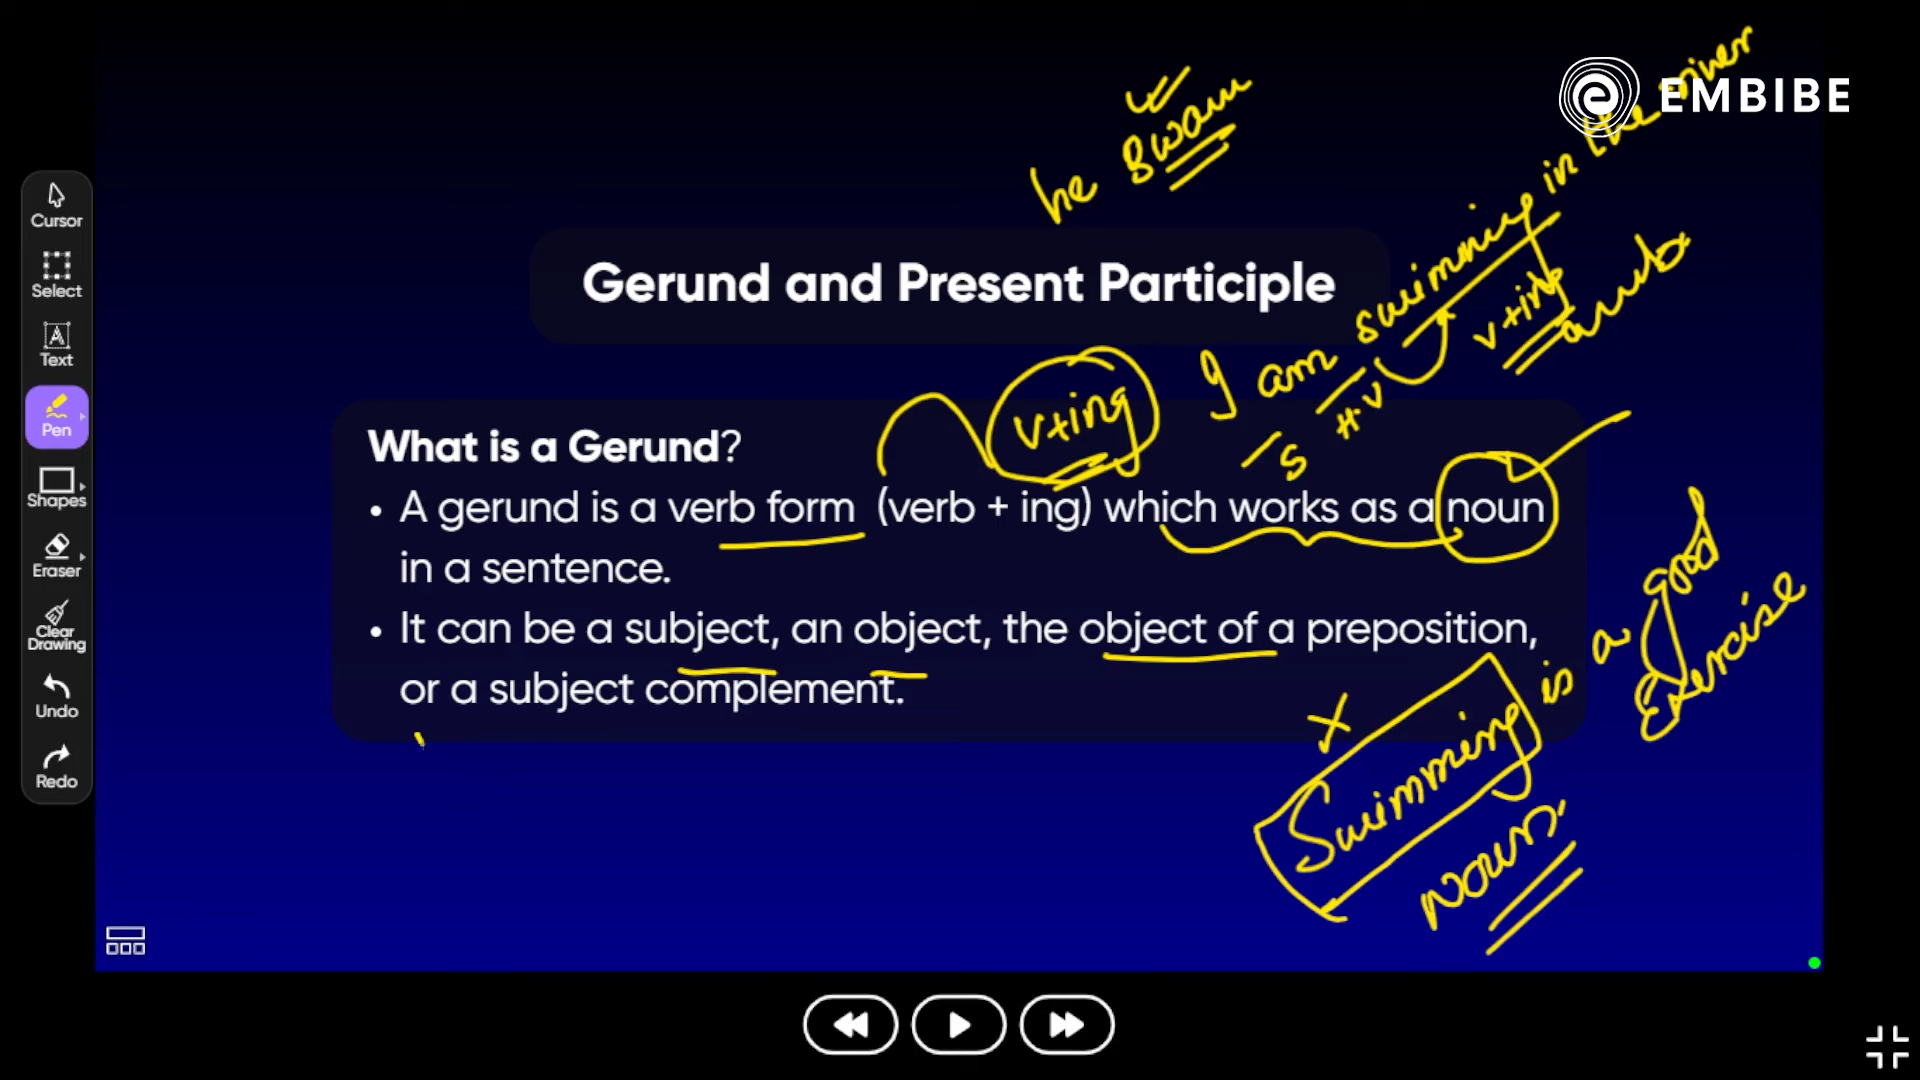 EMBIBE
he swam
I am swimming in the river
S
H.V
V+ing
Gerund and Present Participle
V+ing
What is a Gerund?
• A gerund is a verb form (verb + ing) which works as a noun
in a sentence.
• It can be a subject, an object, the object of a preposition,
or a subject complement.
Swimming is a good
Exercise
noun.
Cursor
Select
Text
Pen
Shapes
Eraser
Clear
Drawing
Undo
Redo